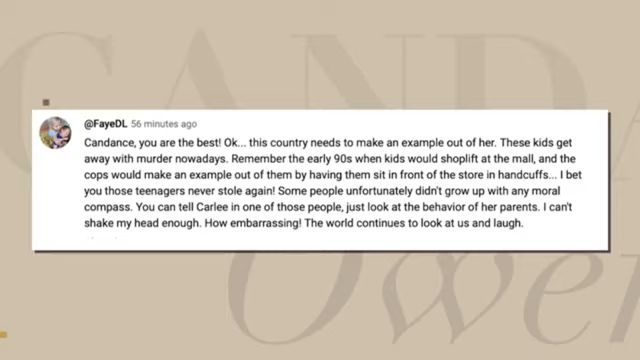 CANDA
@FayeDL 56 minutes ago
Candance, you are the best! Ok... this country needs to make an example out of her. These kids get
away with murder nowadays. Remember the early 90s when kids would shoplift at the mall, and the
cops would make an example out of them by having them sit in front of the store in handcuffs... I bet
you those teenagers never stole again! Some people unfortunately didn't grow up with any moral
compass. You can tell Carlee in one of those people, just look at the behavior of her parents. I can't
shake my head enough. How embarrassing! The world continues to look at us and laugh.
Owen